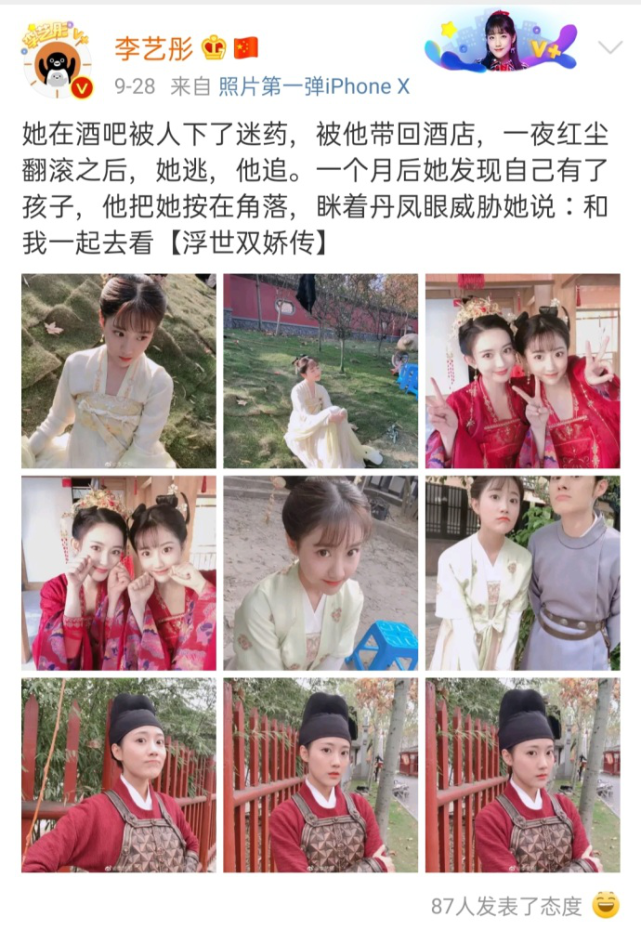 李艺彤
9-28 来自 照片第一弹iPhone X
她在酒吧被人下了迷药，被他带回酒店，一夜红尘
翻滚之后，她逃，他追。一个月后她发现自己有了
孩子，他把她按在角落，眯着丹凤眼威胁她说：和
我一起去看【浮世双娇传】
87人发表了态度